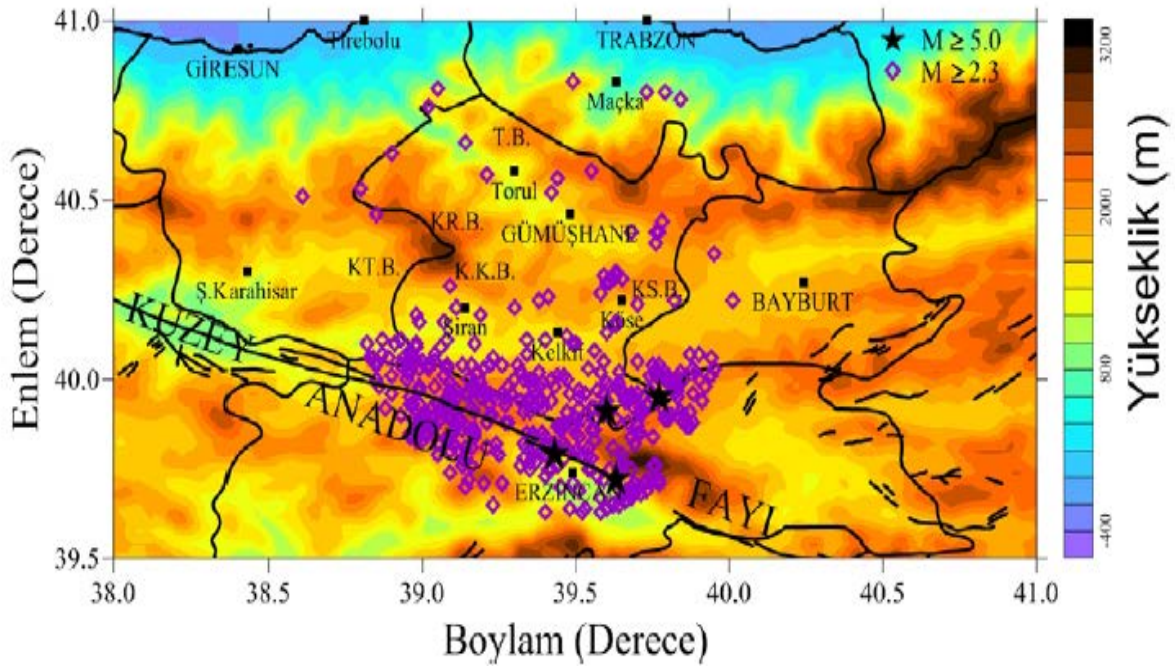 41.0
40.5
40.0
39.5
Enlem (Derece)
Tirebolu
TRABZON
GİRESUN
M ≥ 5.0
M ≥ 2.3
Maçka
T.B.
Torul
KR.B.
GÜMÜŞHANE
KT.B.
K.K.B.
Ş.Karahisar
KS.B.
BAYBURT
Şiran
Köse
Kelkit
KUZEY
ANADOLU
ERZİNCAN
FAYI
38.0 38.5 39.0 39.5 40.0 40.5 41.0
Boylam (Derece)
3200
2000
800
-400
Yükseklik (m)